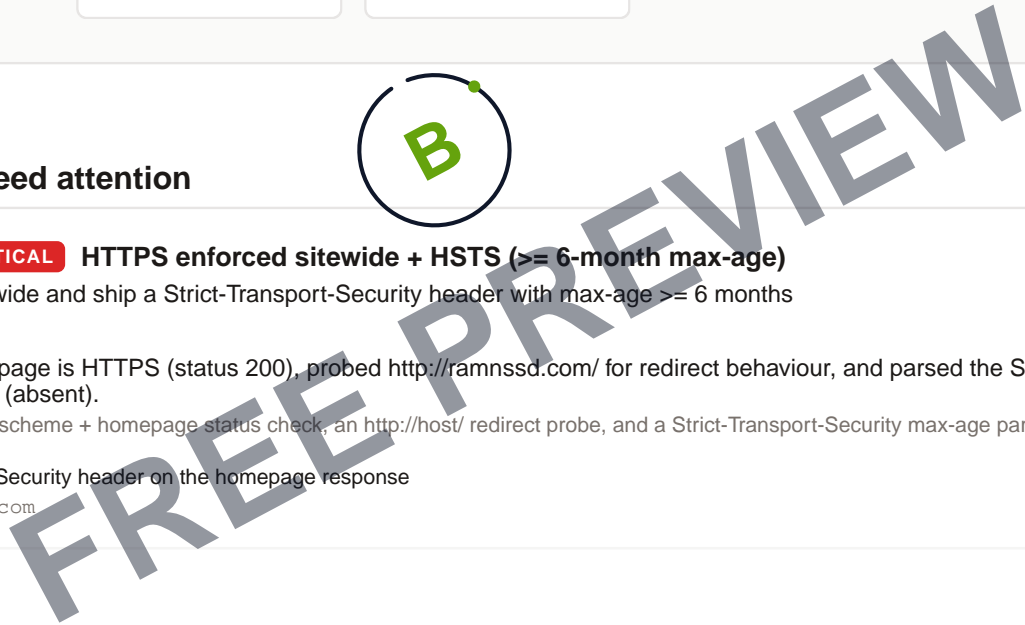 B
eed attention
TICAL HTTPS enforced sitewide + HSTS (>= 6-month max-age)
wide and ship a Strict-Transport-Security header with max-age >= 6 months
page is HTTPS (status 200), probed http://ramnssd.com/ for redirect behaviour, and parsed the S
(absent).
scheme + homepage status check, an http://host/ redirect probe, and a Strict-Transport-Security max-age par
Security header on the homepage response
com
FREE PREVIEW